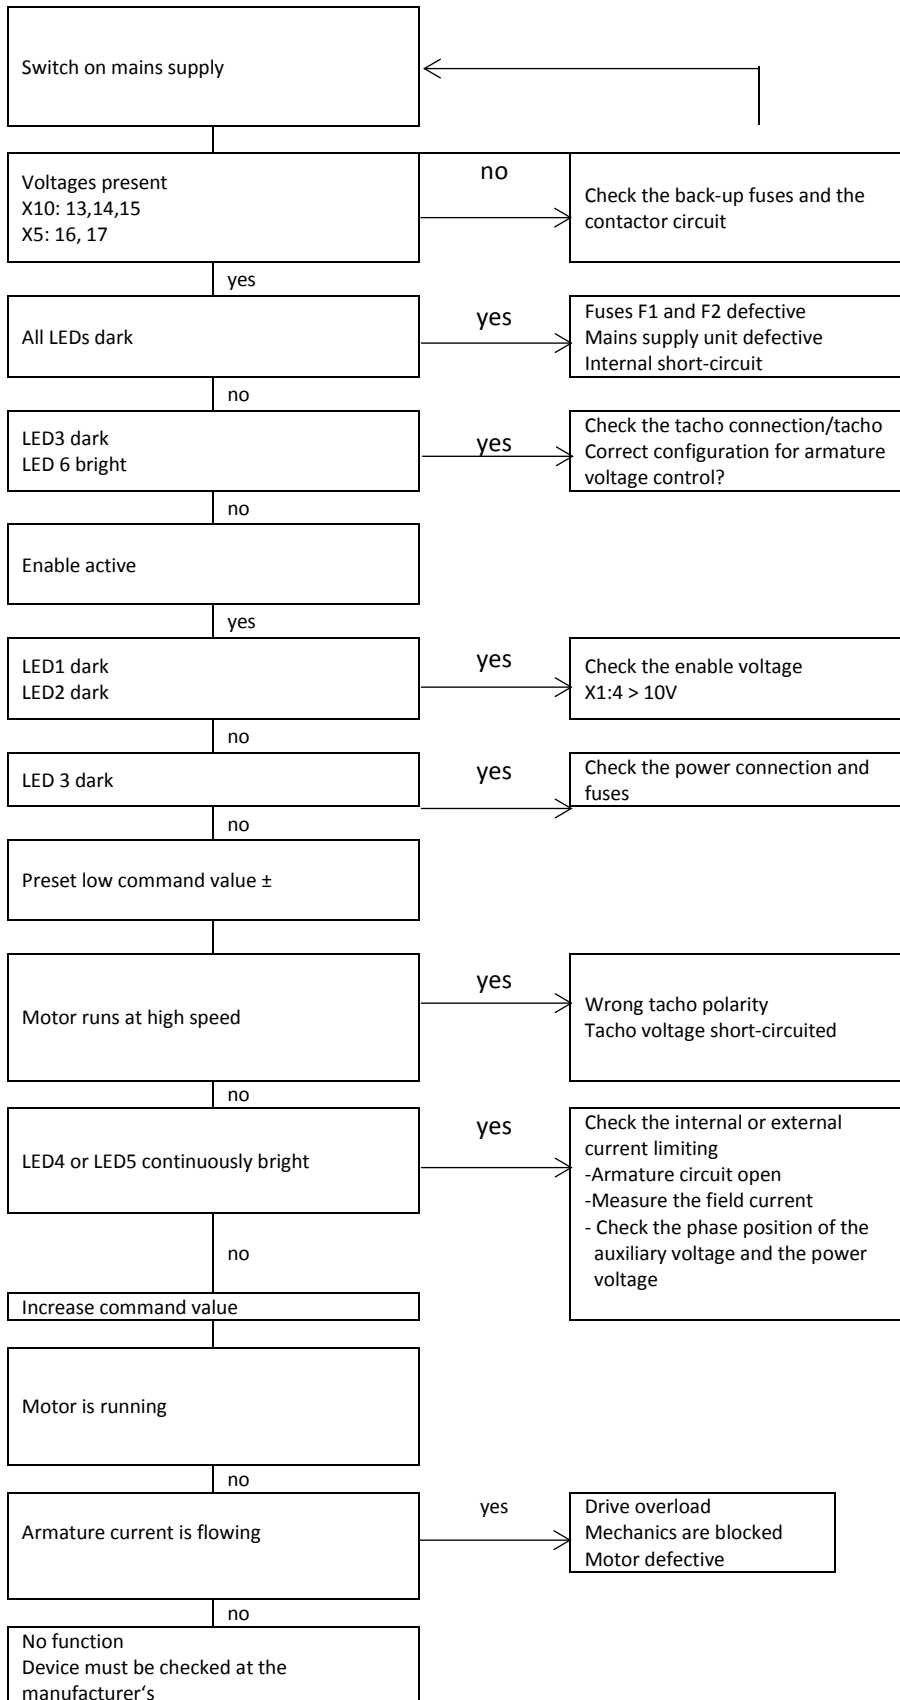 Switch on mains supply
Voltages present
X10: 13,14,15
X5: 16, 17
no
Check the back-up fuses and the
contactor circuit
yes
All LEDs dark
yes
Fuses F1 and F2 defective
Mains supply unit defective
Internal short-circuit
no
LED3 dark
LED 6 bright
yes
Check the tacho connection/tacho
Correct configuration for armature
voltage control?
no
Enable active
yes
LED1 dark
LED2 dark
yes
Check the enable voltage
X1:4 > 10V
no
LED 3 dark
yes
Check the power connection and
fuses
no
Preset low command value ±
Motor runs at high speed
yes
Wrong tacho polarity
Tacho voltage short-circuited
no
LED4 or LED5 continuously bright
yes
Check the internal or external
current limiting
-Armature circuit open
-Measure the field current
- Check the phase position of the
auxiliary voltage and the power
voltage
no
Increase command value
Motor is running
no
Armature current is flowing
yes
Drive overload
Mechanics are blocked
Motor defective
no
No function
Device must be checked at the
manufacturer‘s